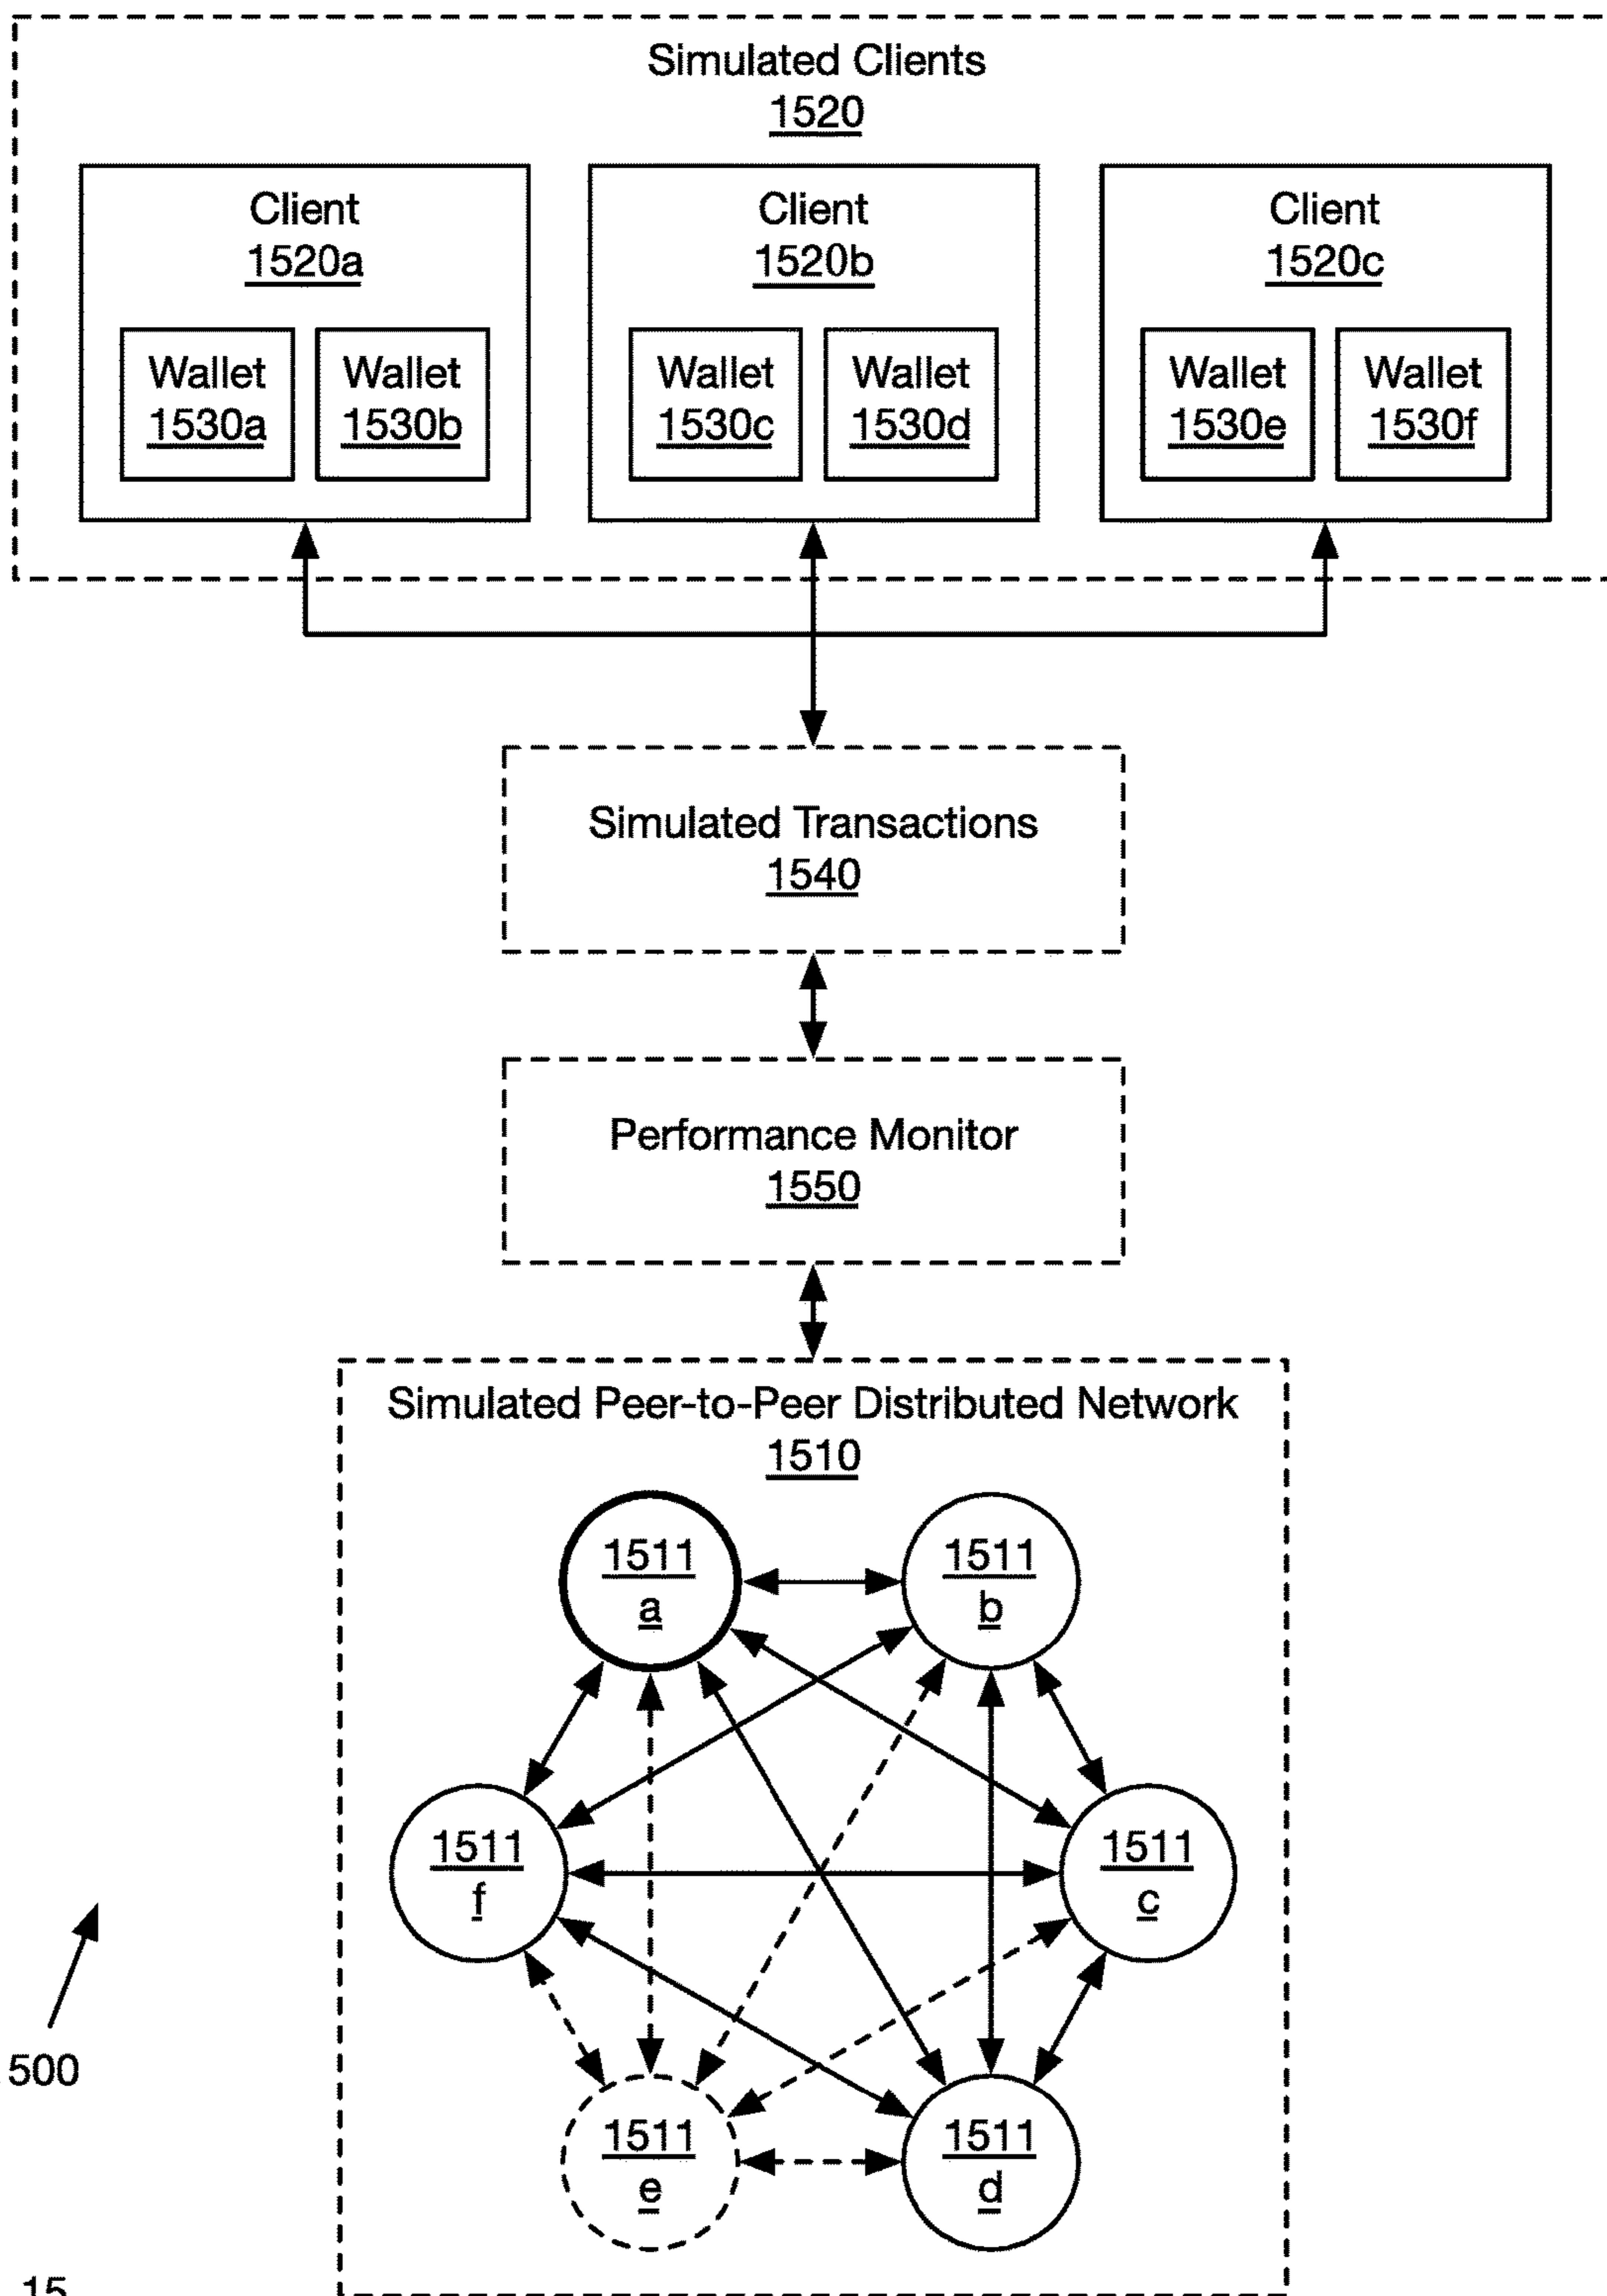 Simulated Clients
1520
Client
1520a
Wallet
1530a
Wallet
1530b
Client
1520b
Wallet
1530c
Wallet
1530d
Client
1520c
Wallet
1530e
Wallet
1530f
Simulated Transactions
1540
Performance Monitor
1550
Simulated Peer-to-Peer Distributed Network
1510
1511
a
1511
b
1511
f
1511
c
1511
e
1511
d
500
15